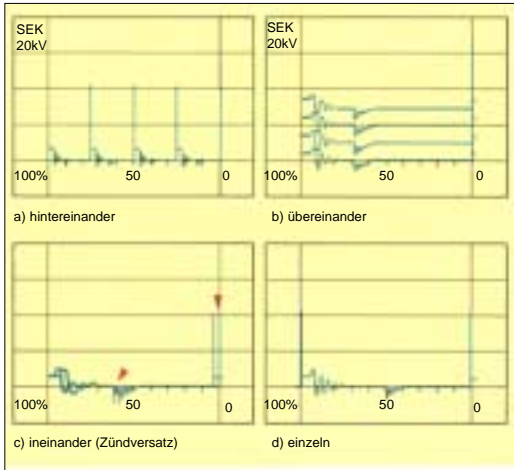 SEK
20kV
100% 50 0
a) hintereinander
SEK
20kV
100% 50 0
b) übereinander
100% 50 0
c) ineinander (Zündversatz)
100% 50 0
d) einzeln